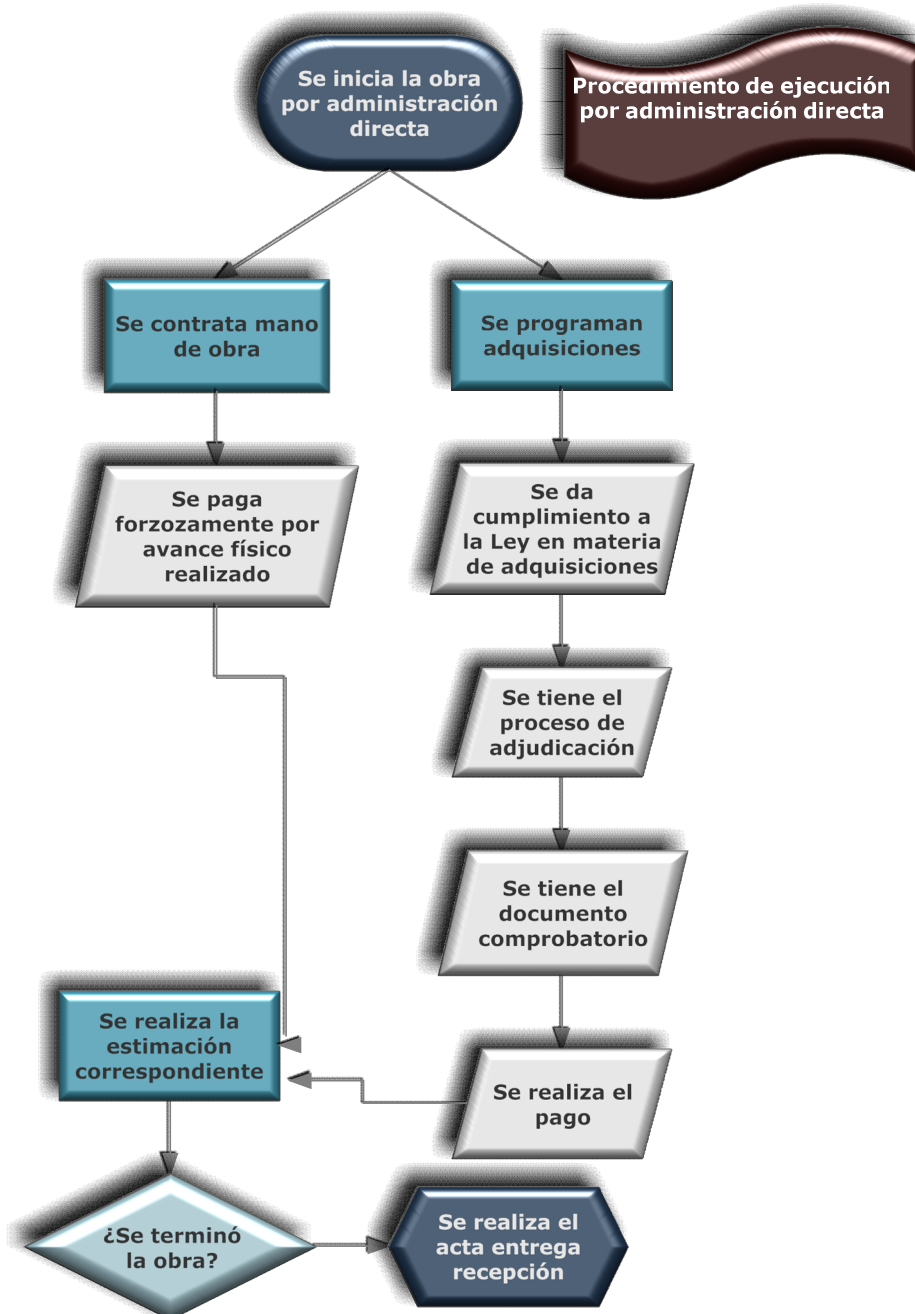 Se inicia la obra
por administración
directa
Procedimiento de ejecución
por administración directa
Se contrata mano
de obra
Se programan
adquisiciones
Se paga
forzozamente por
avance físico
realizado
Se da
cumplimiento a
la Ley en materia
de adquisiciones
Se tiene el
proceso de
adjudicación
Se tiene el
documento
comprobatorio
Se realiza la
estimación
correspondiente
Se realiza el
pago
¿Se terminó
la obra?
Se realiza el
acta entrega
recepción